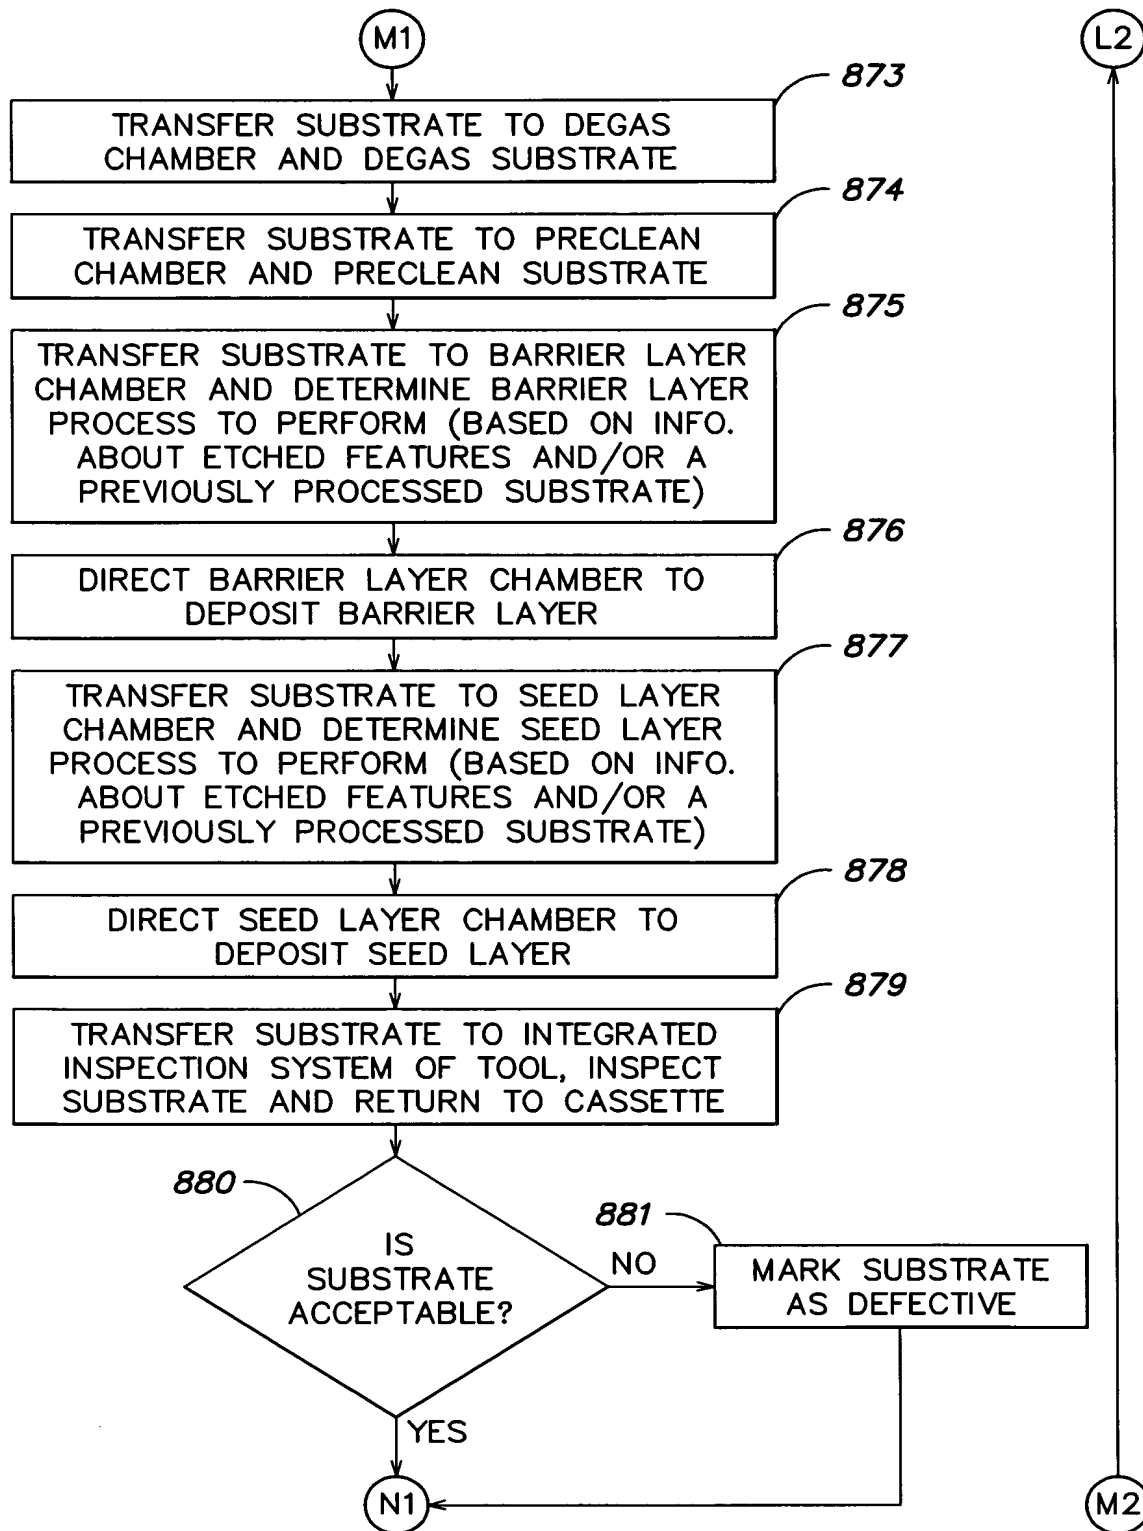 M1
L2
873
TRANSFER SUBSTRATE TO DEGAS
CHAMBER AND DEGAS SUBSTRATE
874
TRANSFER SUBSTRATE TO PRECLEAN
CHAMBER AND PRECLEAN SUBSTRATE
875
TRANSFER SUBSTRATE TO BARRIER LAYER
CHAMBER AND DETERMINE BARRIER LAYER
PROCESS TO PERFORM (BASED ON INFO.
ABOUT ETCHED FEATURES AND/OR A
PREVIOUSLY PROCESSED SUBSTRATE)
876
DIRECT BARRIER LAYER CHAMBER TO
DEPOSIT BARRIER LAYER
877
TRANSFER SUBSTRATE TO SEED LAYER
CHAMBER AND DETERMINE SEED LAYER
PROCESS TO PERFORM (BASED ON INFO.
ABOUT ETCHED FEATURES AND/OR A
PREVIOUSLY PROCESSED SUBSTRATE)
878
DIRECT SEED LAYER CHAMBER TO
DEPOSIT SEED LAYER
879
TRANSFER SUBSTRATE TO INTEGRATED
INSPECTION SYSTEM OF TOOL, INSPECT
SUBSTRATE AND RETURN TO CASSETTE
880
IS
SUBSTRATE
ACCEPTABLE?
NO
881
MARK SUBSTRATE
AS DEFECTIVE
YES
N1
M2